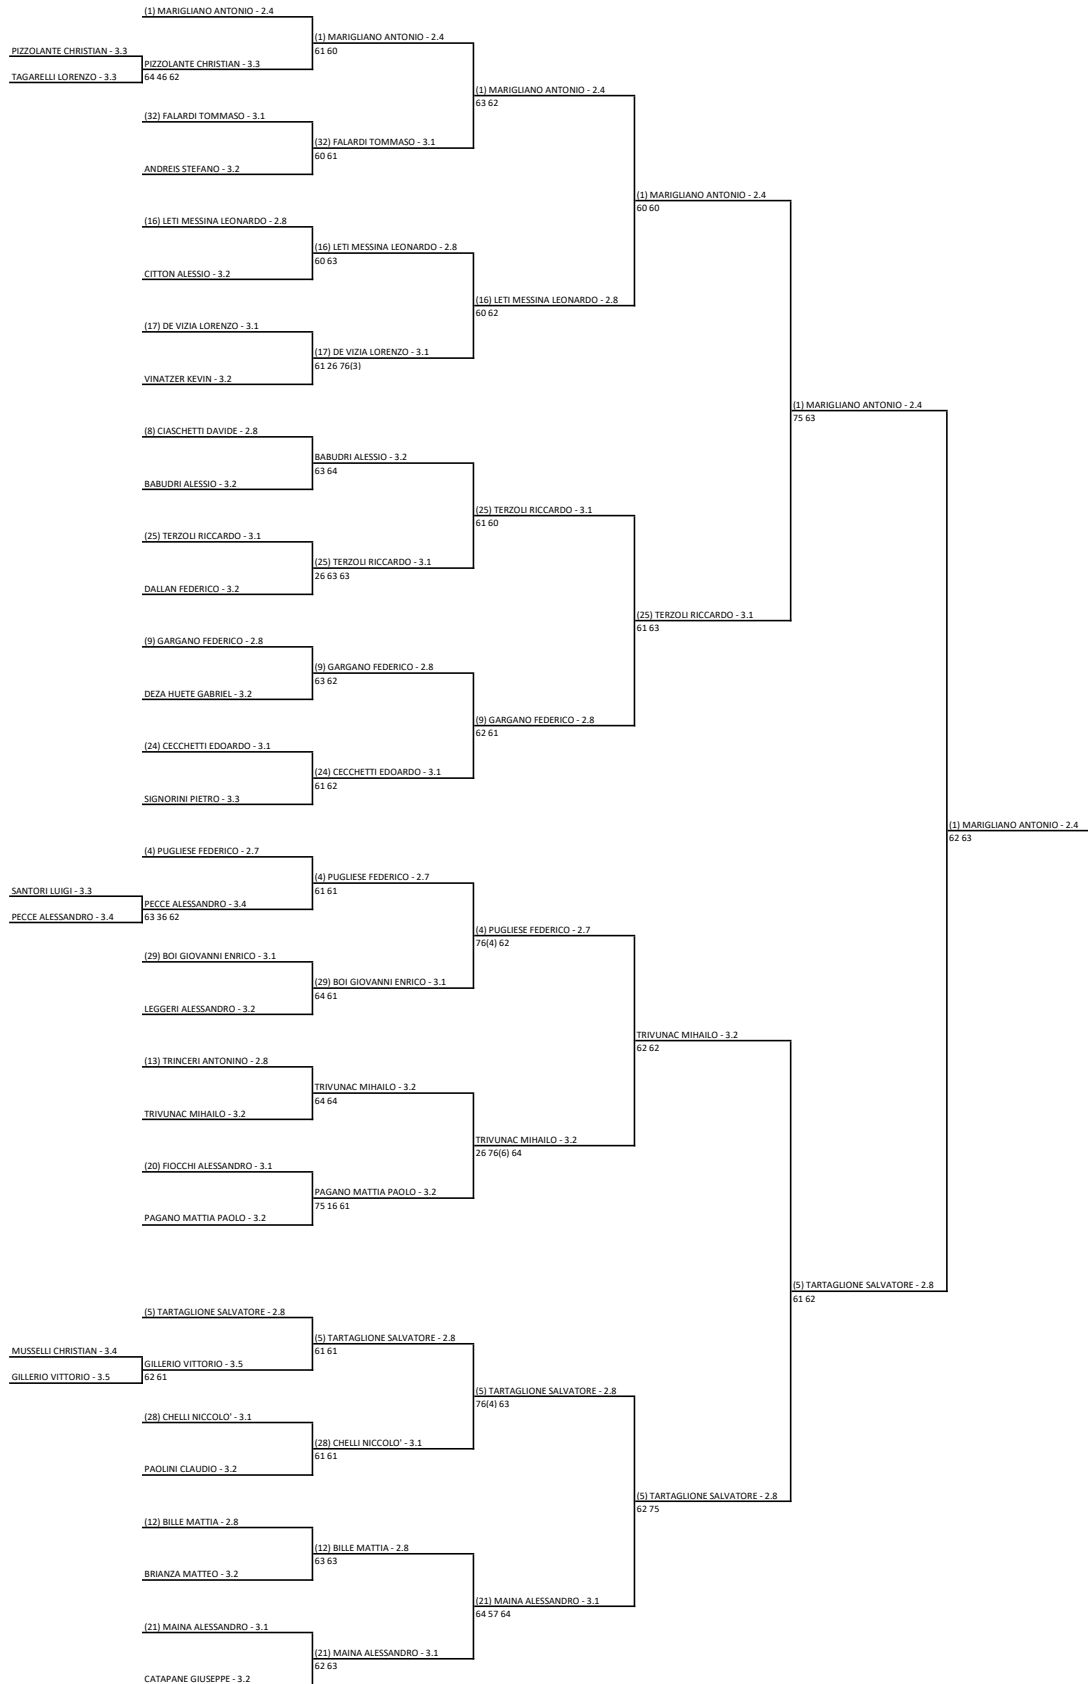 (1) MARIGLIANO ANTONIO - 2.4
(1) MARIGLIANO ANTONIO - 2.4
PIZZOLANTE CHRISTIAN - 3.3
61 60
PIZZOLANTE CHRISTIAN - 3.3
TAGARELLI LORENZO - 3.3
64 46 62
(1) MARIGLIANO ANTONIO - 2.4
63 62
(32) FALARDI TOMMASO - 3.1
(32) FALARDI TOMMASO - 3.1
60 61
ANDREIS STEFANO - 3.2
(1) MARIGLIANO ANTONIO - 2.4
60 60
(16) LETI MESSINA LEONARDO - 2.8
(16) LETI MESSINA LEONARDO - 2.8
60 63
CITTON ALESSIO - 3.2
(16) LETI MESSINA LEONARDO - 2.8
60 62
(17) DE VIZIA LORENZO - 3.1
(17) DE VIZIA LORENZO - 3.1
61 26 76(3)
VINATZER KEVIN - 3.2
(1) MARIGLIANO ANTONIO - 2.4
75 63
(8) CIASCHETTI DAVIDE - 2.8
BABUDRI ALESSIO - 3.2
63 64
BABUDRI ALESSIO - 3.2
(25) TERZOLI RICCARDO - 3.1
61 60
(25) TERZOLI RICCARDO - 3.1
(25) TERZOLI RICCARDO - 3.1
26 63 63
DALLAN FEDERICO - 3.2
(25) TERZOLI RICCARDO - 3.1
61 63
(9) GARGANO FEDERICO - 2.8
(9) GARGANO FEDERICO - 2.8
63 62
DEZA HUETE GABRIEL - 3.2
(9) GARGANO FEDERICO - 2.8
62 61
(24) CECCHETTI EDOARDO - 3.1
(24) CECCHETTI EDOARDO - 3.1
61 62
SIGNORINI PIETRO - 3.3
(1) MARIGLIANO ANTONIO - 2.4
62 63
(4) PUGLIESE FEDERICO - 2.7
(4) PUGLIESE FEDERICO - 2.7
61 61
SANTORI LUIGI - 3.3
PECCE ALESSANDRO - 3.4
PECCE ALESSANDRO - 3.4
63 36 62
(4) PUGLIESE FEDERICO - 2.7
76(4) 62
(29) BOI GIOVANNI ENRICO - 3.1
(29) BOI GIOVANNI ENRICO - 3.1
64 61
LEGGERI ALESSANDRO - 3.2
TRIVUNAC MIHAILO - 3.2
62 62
(13) TRINCERI ANTONINO - 2.8
TRIVUNAC MIHAILO - 3.2
64 64
TRIVUNAC MIHAILO - 3.2
TRIVUNAC MIHAILO - 3.2
26 76(6) 64
(20) FIOCCHI ALESSANDRO - 3.1
PAGANO MATTIA PAOLO - 3.2
75 16 61
PAGANO MATTIA PAOLO - 3.2
(5) TARTAGLIONE SALVATORE - 2.8
61 62
(5) TARTAGLIONE SALVATORE - 2.8
(5) TARTAGLIONE SALVATORE - 2.8
61 61
MUSSELLI CHRISTIAN - 3.4
GILLERIO VITTORIO - 3.5
GILLERIO VITTORIO - 3.5
62 61
(5) TARTAGLIONE SALVATORE - 2.8
76(4) 63
(28) CHELLI NICCOLO' - 3.1
(28) CHELLI NICCOLO' - 3.1
61 61
PAOLINI CLAUDIO - 3.2
(5) TARTAGLIONE SALVATORE - 2.8
62 75
(12) BILLE MATTIA - 2.8
(12) BILLE MATTIA - 2.8
63 63
BRIANZA MATTEO - 3.2
(21) MAINA ALESSANDRO - 3.1
64 57 64
(21) MAINA ALESSANDRO - 3.1
(21) MAINA ALESSANDRO - 3.1
62 63
CATAPANE GIUSEPPE - 3.2